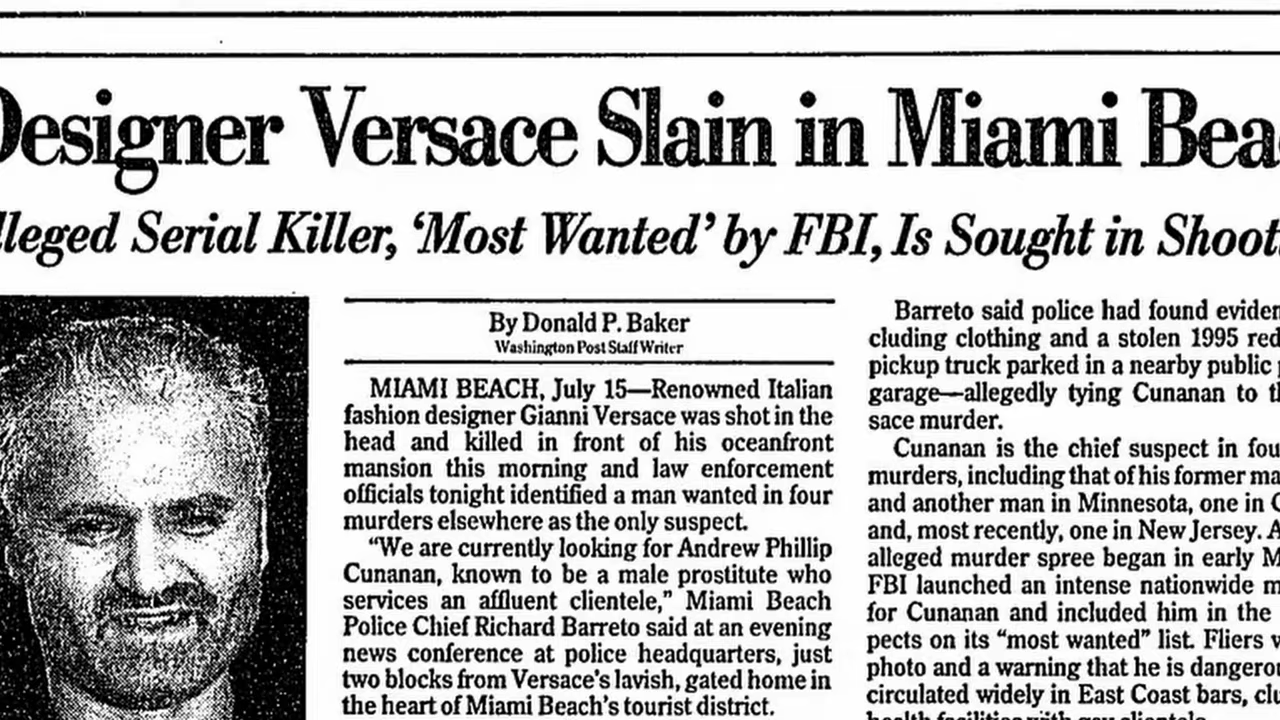 Designer Versace Slain in Miami Bea
lleged Serial Killer, ‘Most Wanted’ by FBI, Is Sought in Shoot
By Donald P. Baker
Washington Post Staff Writer
MIAMI BEACH, July 15—Renowned Italian
fashion designer Gianni Versace was shot in the
head and killed in front of his oceanfront
mansion this morning and law enforcement
officials tonight identified a man wanted in four
murders elsewhere as the only suspect.
“We are currently looking for Andrew Phillip
Cunanan, known to be a male prostitute who
services an affluent clientele,” Miami Beach
Police Chief Richard Barreto said at an evening
news conference at police headquarters, just
two blocks from Versace’s lavish, gated home in
the heart of Miami Beach’s tourist district.
Barreto said police had found eviden
cluding clothing and a stolen 1995 red
pickup truck parked in a nearby public
garage—allegedly tying Cunanan to t
sace murder.
Cunanan is the chief suspect in fou
murders, including that of his former ma
and another man in Minnesota, one in
and, most recently, one in New Jersey. A
alleged murder spree began in early M
FBI launched an intense nationwide m
for Cunanan and included him in the
pects on its “most wanted” list. Fliers
photo and a warning that he is dangero
circulated widely in East Coast bars, clu
health facilities with gay clientele.